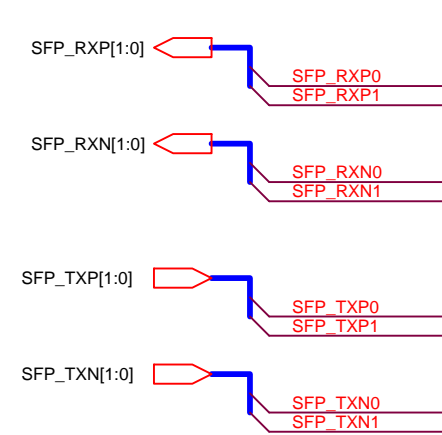 SFP_RXP[1:0]
SFP_RXP0
SFP_RXP1
SFP_RXN[1:0]
SFP_RXN0
SFP_RXN1
SFP_TXP[1:0]
SFP_TXP0
SFP_TXP1
SFP_TXN[1:0]
SFP_TXN0
SFP_TXN1